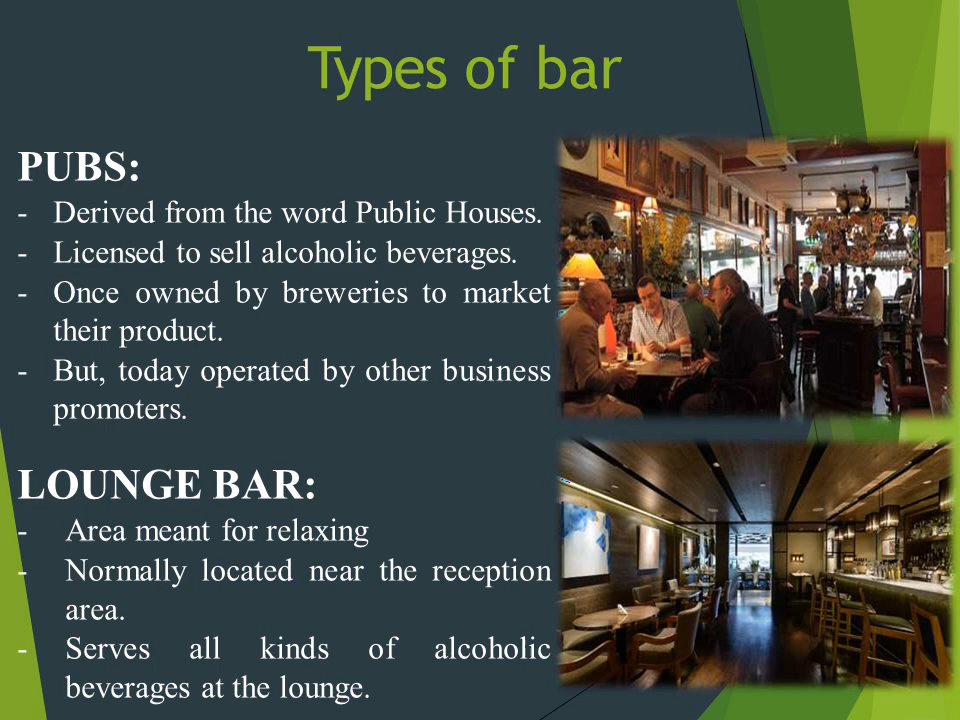 Types of bar
PUBS:
- Derived from the word Public Houses.
- Licensed to sell alcoholic beverages.
- Once owned by breweries to market
their product.
- But, today operated by other business
promoters.
LOUNGE BAR:
- Area meant for relaxing
- Normally located near the reception
area.
- Serves all kinds of alcoholic
beverages at the lounge.